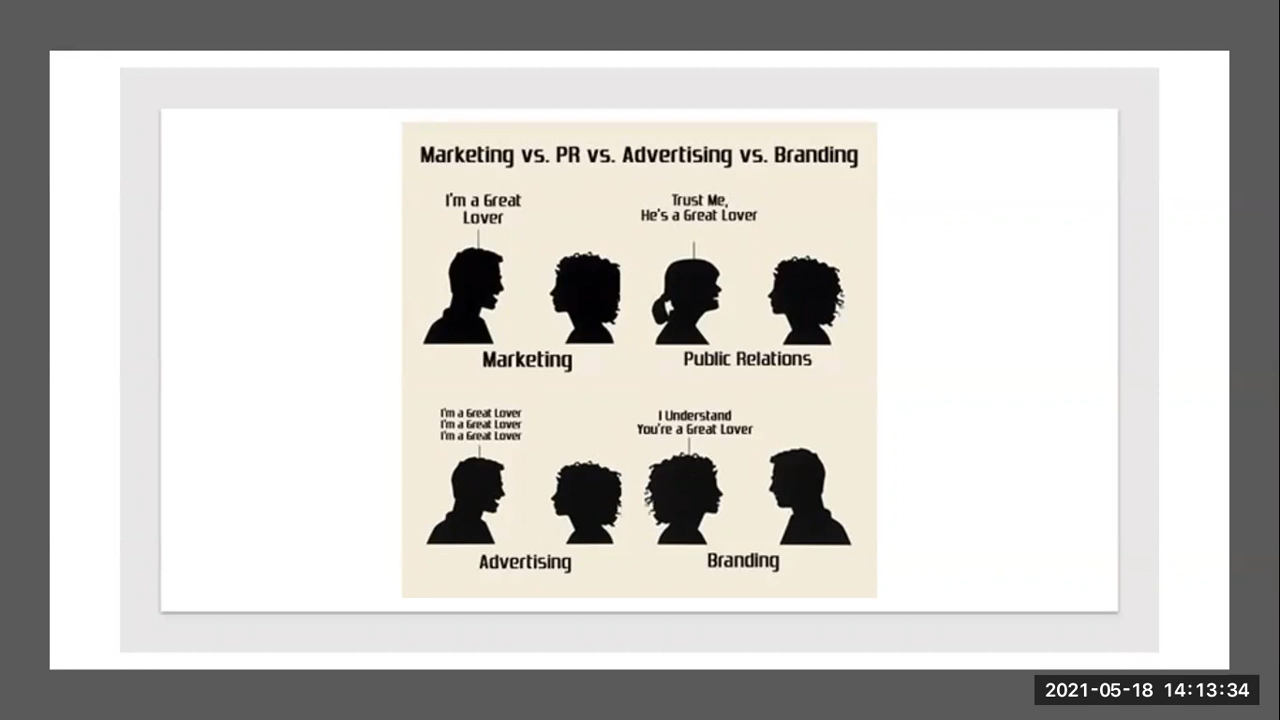 Marketing vs. PR vs. Advertising vs. Branding
I'm a Great
Lover
Trust Me,
He's a Great Lover
Marketing
Public Relations
I'm a Great Lover
I'm a Great Lover
I'm a Great Lover
I Understand
You're a Great Lover
Advertising
Branding
2021-05-18 14:13:34